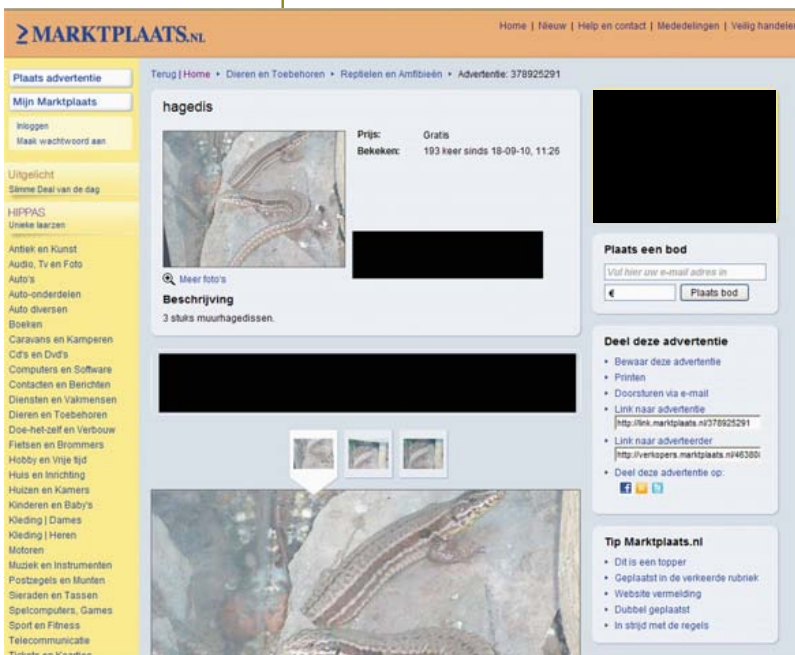 MARKTPLAATS.NL
Home | Nieuw | Help en contact | Mededelingen | Veilig handelen
Plaats advertentie
Mijn Marktplaats
Inloggen
Maak wachtwoord aan
Uitgelicht
Slimme Deal van de dag
HIPPAS
Unieke laarzen
Antiek en Kunst
Audio, Tv en Foto
Auto's
Auto-onderdelen
Auto diversen
Boeken
Caravans en Kamperen
Cd's en Dvd's
Computers en Software
Contacten en Berichten
Diensten en Vakmensen
Dieren en Toebehoren
Doe-het-zelf en Verbouw
Fietsen en Brommers
Hobby en Vrije tijd
Huis en Inrichting
Huizen en Kamers
Kinderen en Baby's
Kleding | Dames
Kleding | Heren
Motoren
Muziek en Instrumenten
Postzegels en Munten
Sieraden en Tassen
Spelcomputers, Games
Sport en Fitness
Telecommunicatie
Terug | Home ▸ Dieren en Toebehoren ▸ Reptielen en Amfibieën ▸ Advertentie: 378925291
hagedis
Prijs: Gratis
Bekeken: 193 keer sinds 18-09-10, 11:26
Meer foto's
Beschrijving
3 stuks muurhagedissen.
Plaats een bod
Vul hier uw e-mail adres in
€ Plaats bod
Deel deze advertentie
Bewaar deze advertentie
Printen
Doorsturen via e-mail
Link naar advertentie
http://link.marktplaats.nl/378925291
Link naar adverteerder
http://verkopers.marktplaats.nl/46380
Deel deze advertentie op:
Tip Marktplaats.nl
Dit is een topper
Geplaatst in de verkeerde rubriek
Website vermelding
Dubbel geplaatst
In strijd met de regels